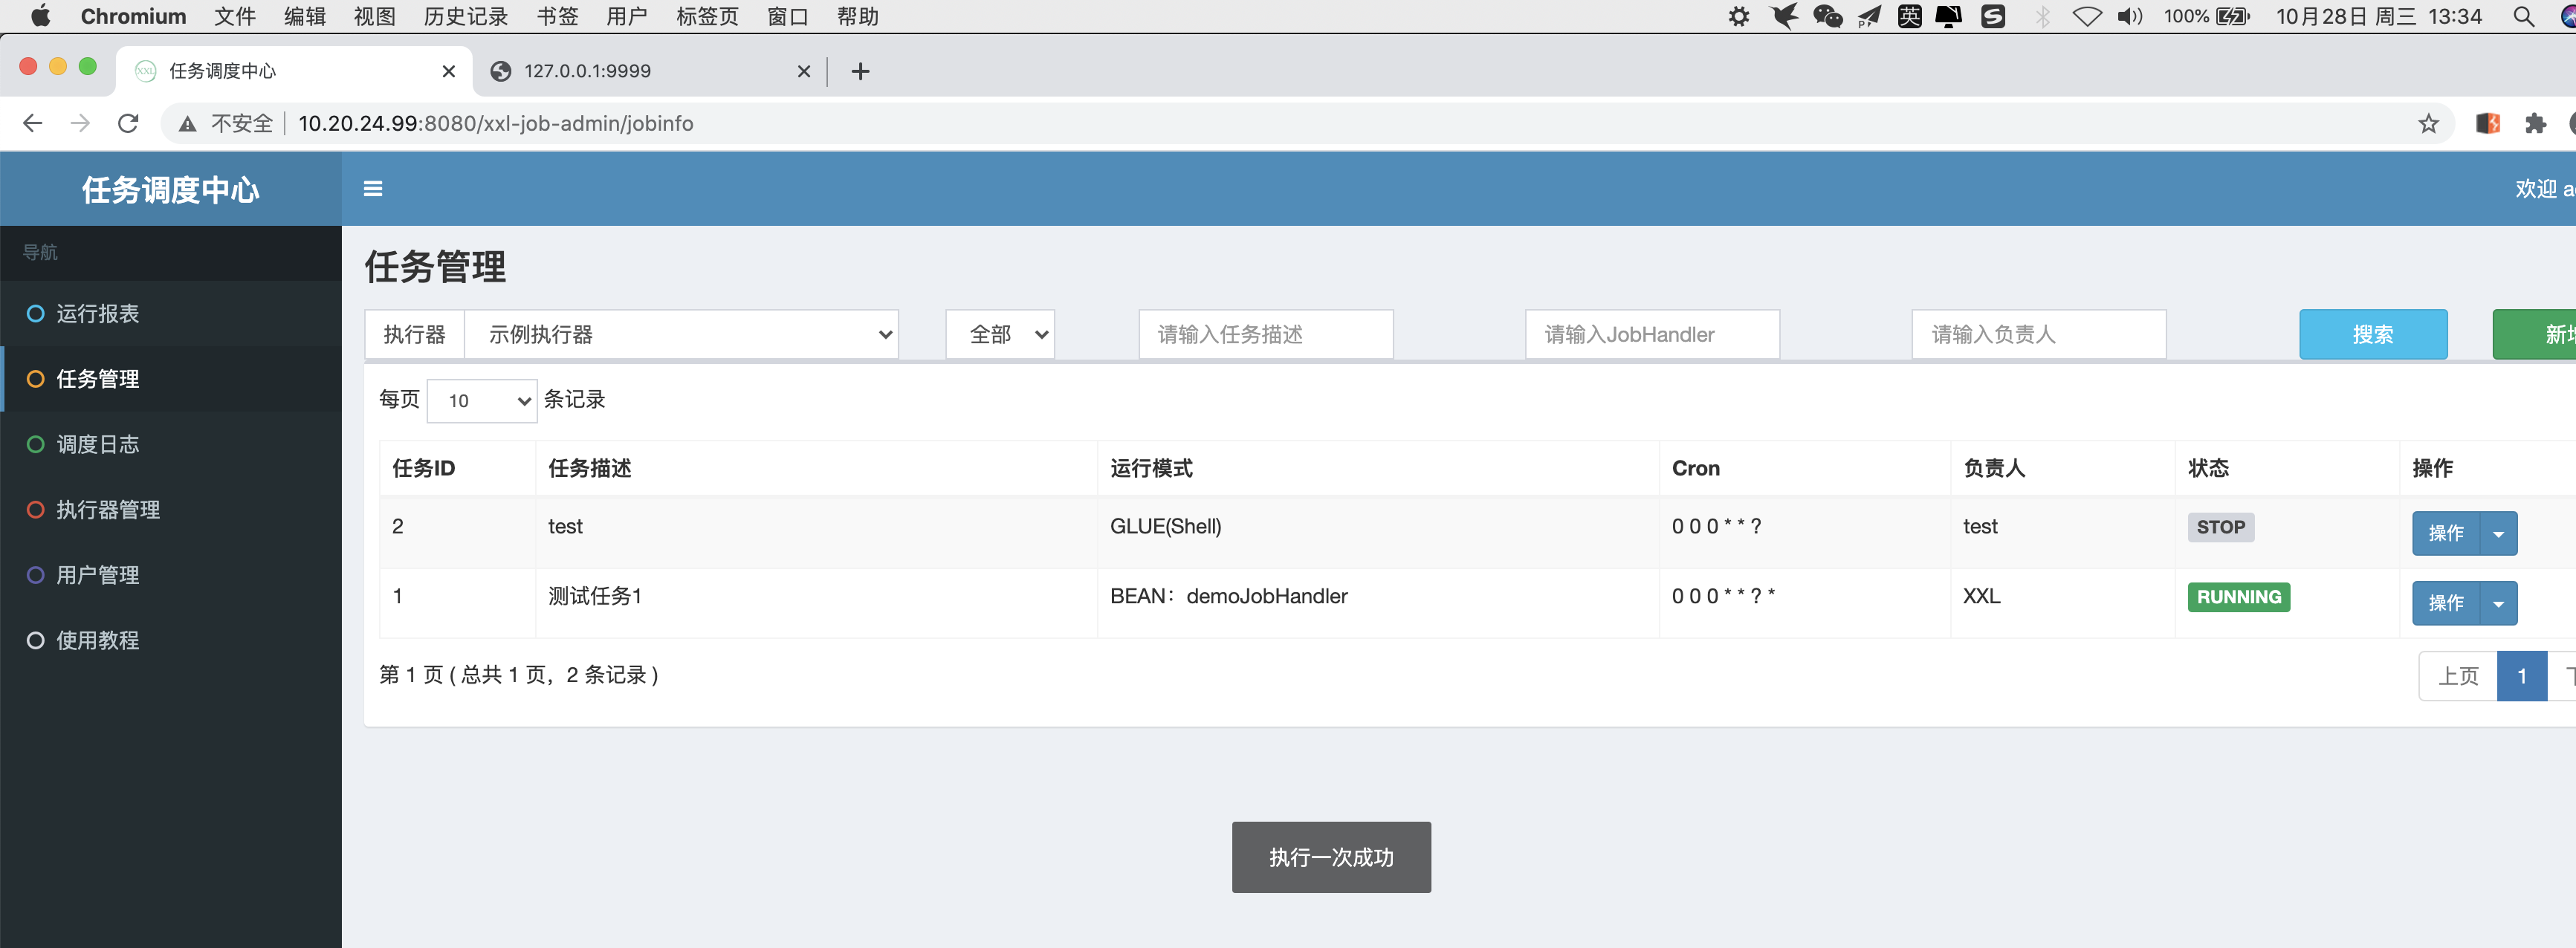 Chromium 文件 编辑 视图 历史记录 书签 用户 标签页 窗口 帮助 英 100% 10月28日 周三 13:34
XXL 任务调度中心 127.0.0.1:9999
不安全 10.20.24.99:8080/xxl-job-admin/jobinfo
任务调度中心 欢迎 a
导航
运行报表
任务管理
调度日志
执行器管理
用户管理
使用教程
任务管理
执行器 示例执行器 全部 请输入任务描述 请输入JobHandler 请输入负责人 搜索 新增
每页 10 条记录
任务ID 任务描述 运行模式 Cron 负责人 状态 操作
2 test GLUE(Shell) 0 0 0 * * ? test STOP 操作
1 测试任务1 BEAN：demoJobHandler 0 0 0 * * ? * XXL RUNNING 操作
第 1 页 ( 总共 1 页，2 条记录 ) 上页 1 下
执行一次成功